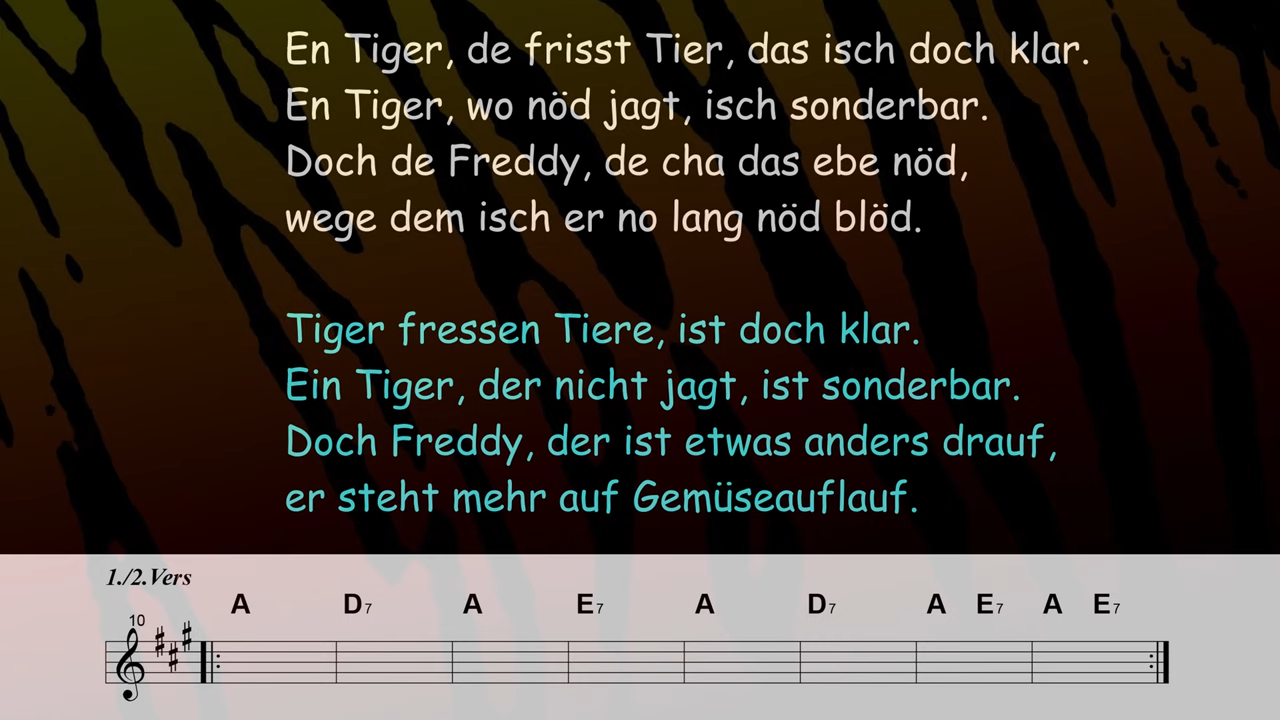 En Tiger, de frisst Tier, das isch doch klar.
En Tiger, wo nöd jagt, isch sonderbar.
Doch de Freddy, de cha das ebe nöd,
wege dem isch er no lang nöd blöd.
Tiger fressen Tiere, ist doch klar.
Ein Tiger, der nicht jagt, ist sonderbar.
Doch Freddy, der ist etwas anders drauf,
er steht mehr auf Gemüseauflauf.
1./2.Vers
A D7 A E7 A D7 A E7 A E7
10